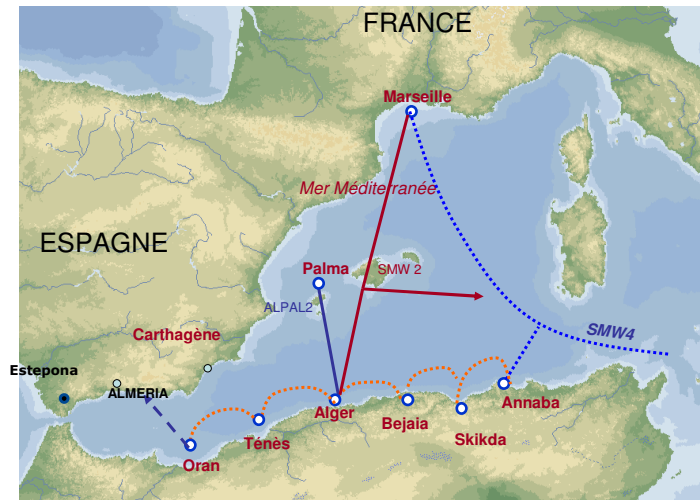 FRANCE
Marseille
Mer Méditerranée
ESPAGNE
Palma
SMW 2
ALPAL2
Carthagène
SMW4
Estepona
ALMERIA
Annaba
Alger
Bejaia
Ténès
Skikda
Oran